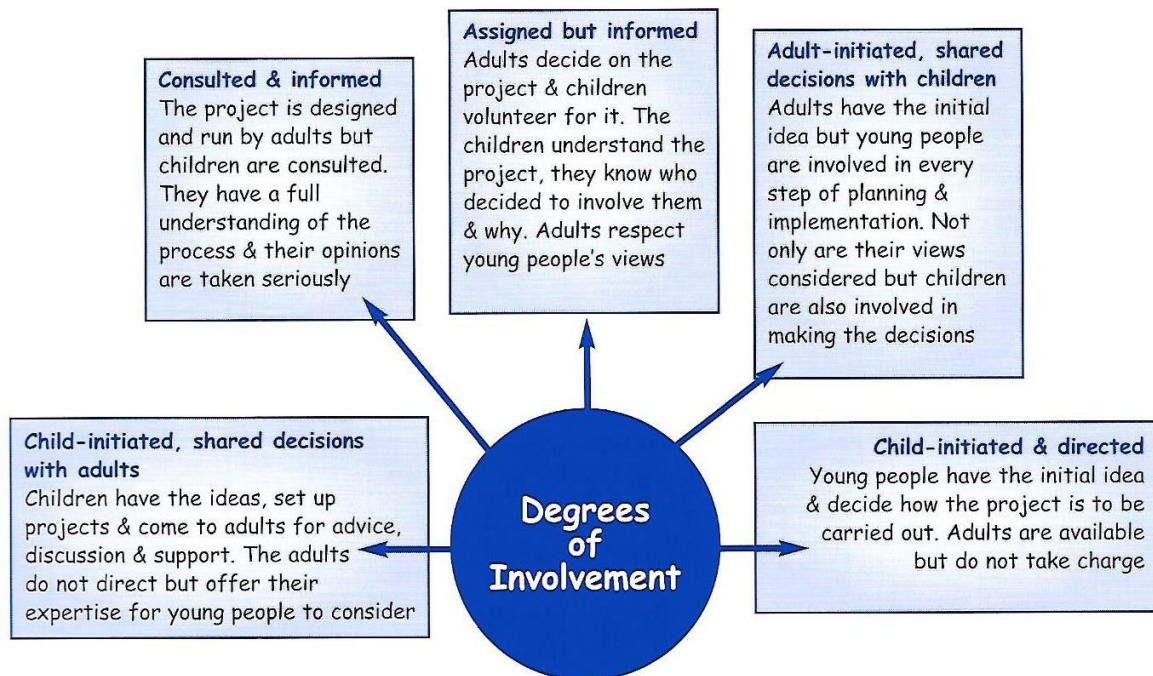 Consulted & informed
The project is designed
and run by adults but
children are consulted.
They have a full
understanding of the
process & their opinions
are taken seriously
Assigned but informed
Adults decide on the
project & children
volunteer for it. The
children understand the
project, they know who
decided to involve them
& why. Adults respect
young people's views
Adult-initiated, shared
decisions with children
Adults have the initial
idea but young people
are involved in every
step of planning &
implementation. Not
only are their views
considered but children
are also involved in
making the decisions
Child-initiated, shared decisions
with adults
Children have the ideas, set up
projects & come to adults for advice,
discussion & support. The adults
do not direct but offer their
expertise for young people to consider
Degrees
of
Involvement
Child-initiated & directed
Young people have the initial idea
& decide how the project is to be
carried out. Adults are available
but do not take charge